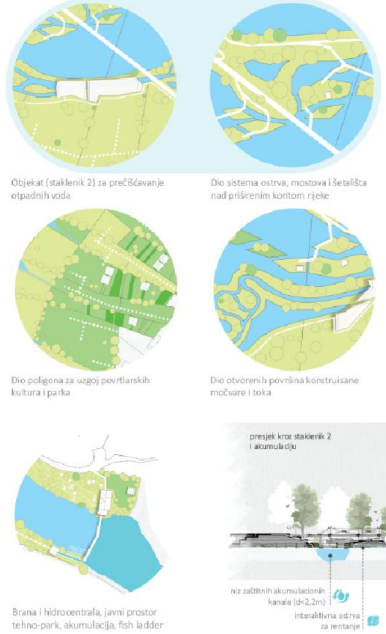 Objekat (staklenik 2) za prečišćavanje
otpadnih voda
Dio sistema ostrva, mostova i šetališta
nad priširenim koritom rijeke
Dio poligona za uzgoj povrtlarskih
kultura i parka
Dio otvorenih površina konstruisane
močvare i toka
presjek kroz staklenik 2
i akumulaciju
niz zaštitnih akumulacionih
kanala (d<2,2m)
interaktivna ostrva
za rentanje
Brana i hidrocentrala, javni prostor
tehno-park, akumulacija, fish ladder